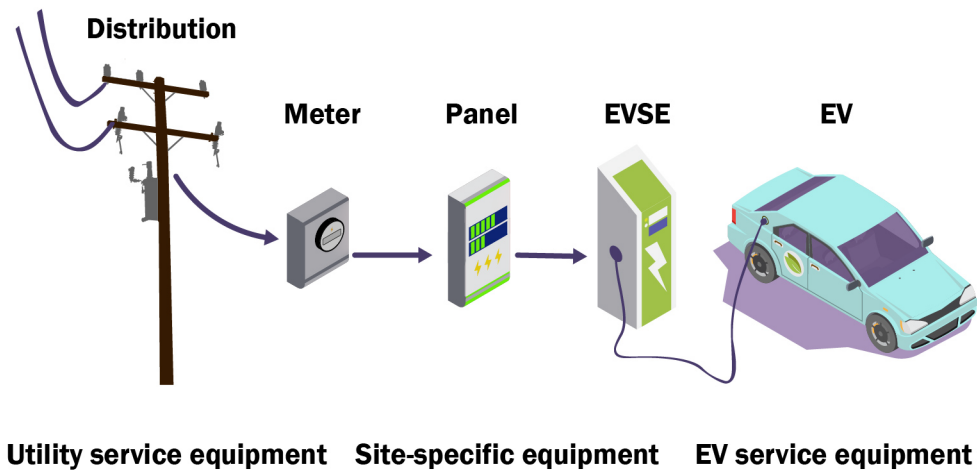 Distribution
Meter
Panel
EVSE
EV
Utility service equipment
Site-specific equipment
EV service equipment